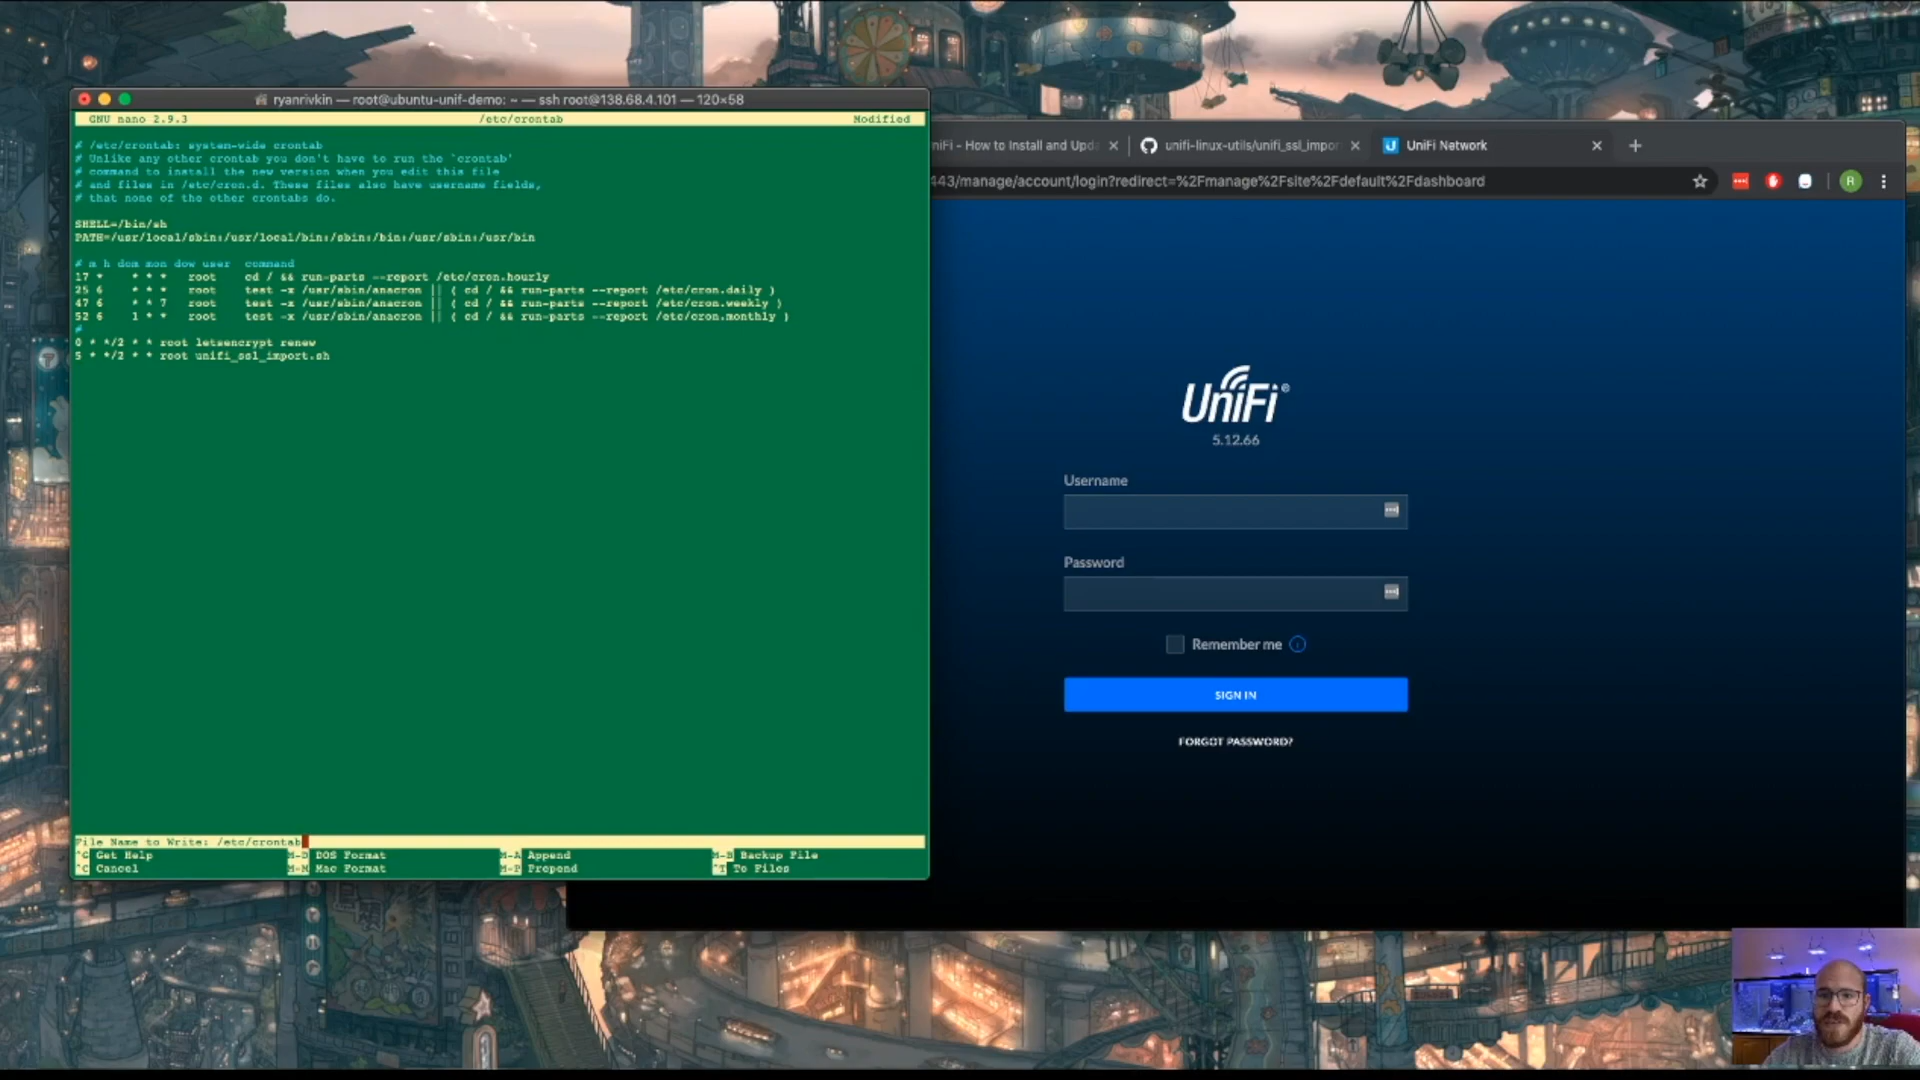 ryanrivkin — root@ubuntu-unif-demo: ~ — ssh root@138.68.4.101 — 120×58
GNU nano 2.9.3 /etc/crontab Modified
# /etc/crontab: system-wide crontab
# Unlike any other crontab you don't have to run the `crontab'
# command to install the new version when you edit this file
# and files in /etc/cron.d. These files also have username fields,
# that none of the other crontabs do.
SHELL=/bin/sh
PATH=/usr/local/sbin:/usr/local/bin:/sbin:/bin:/usr/sbin:/usr/bin
# m h dom mon dow user command
17 * * * * root cd / && run-parts --report /etc/cron.hourly
25 6 * * * root test -x /usr/sbin/anacron || ( cd / && run-parts --report /etc/cron.daily )
47 6 * * 7 root test -x /usr/sbin/anacron || ( cd / && run-parts --report /etc/cron.weekly )
52 6 1 * * root test -x /usr/sbin/anacron || ( cd / && run-parts --report /etc/cron.monthly )
#
0 * */2 * * root letsencrypt renew
5 * */2 * * root unifi_ssl_import.sh
File Name to Write: /etc/crontab
^G Get Help M-D DOS Format M-A Append M-B Backup File
^C Cancel M-M Mac Format M-P Prepend ^T To Files
niFi - How to Install and Upda
unifi-linux-utils/unifi_ssl_impor
UniFi Network
443/manage/account/login?redirect=%2Fmanage%2Fsite%2Fdefault%2Fdashboard
R
UniFi
5.12.66
Username
Password
Remember me
SIGN IN
FORGOT PASSWORD?